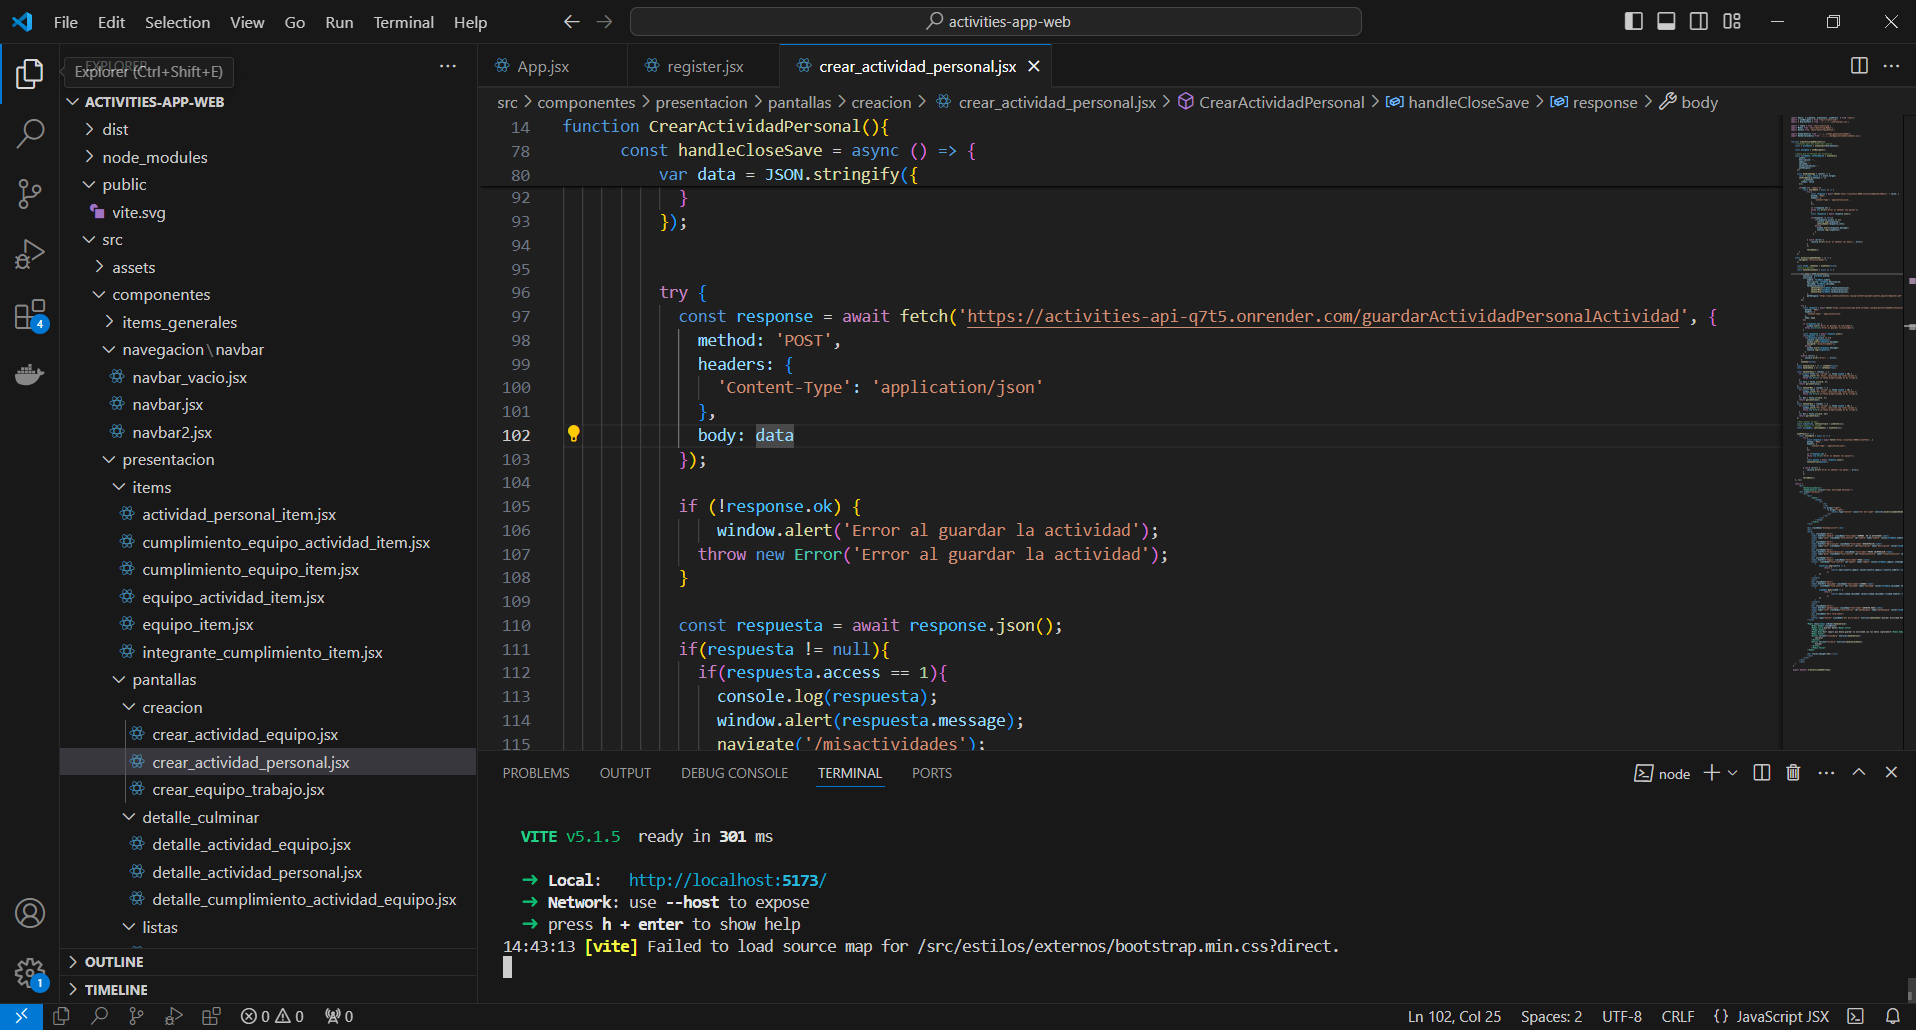 File Edit Selection View Go Run Terminal Help
activities-app-web
Explorer (Ctrl+Shift+E)
ACTIVITIES-APP-WEB
dist
node_modules
public
vite.svg
src
assets
componentes
items_generales
navegacion\navbar
navbar_vacio.jsx
navbar.jsx
navbar2.jsx
presentacion
items
actividad_personal_item.jsx
cumplimiento_equipo_actividad_item.jsx
cumplimiento_equipo_item.jsx
equipo_actividad_item.jsx
equipo_item.jsx
integrante_cumplimiento_item.jsx
pantallas
creacion
crear_actividad_equipo.jsx
crear_actividad_personal.jsx
crear_equipo_trabajo.jsx
detalle_culminar
detalle_actividad_equipo.jsx
detalle_actividad_personal.jsx
detalle_cumplimiento_actividad_equipo.jsx
listas
OUTLINE
TIMELINE
4
1
App.jsx register.jsx crear_actividad_personal.jsx
src > componentes > presentacion > pantallas > creacion > crear_actividad_personal.jsx > CrearActividadPersonal > handleCloseSave > response > body
14 function CrearActividadPersonal(){
78 const handleCloseSave = async () => {
80 var data = JSON.stringify({
92 }
93 });
94
95
96 try {
97 const response = await fetch('https://activities-api-q7t5.onrender.com/guardarActividadPersonalActividad', {
98 method: 'POST',
99 headers: {
100 'Content-Type': 'application/json'
101 },
102 body: data
103 });
104
105 if (!response.ok) {
106 window.alert('Error al guardar la actividad');
107 throw new Error('Error al guardar la actividad');
108 }
109
110 const respuesta = await response.json();
111 if(respuesta != null){
112 if(respuesta.access == 1){
113 console.log(respuesta);
114 window.alert(respuesta.message);
115 navigate('/misactividades');
PROBLEMS OUTPUT DEBUG CONSOLE TERMINAL PORTS
node
VITE v5.1.5 ready in 301 ms
➜ Local: http://localhost:5173/
➜ Network: use --host to expose
➜ press h + enter to show help
14:43:13 [vite] Failed to load source map for /src/estilos/externos/bootstrap.min.css?direct.
0 0 0
Ln 102, Col 25 Spaces: 2 UTF-8 CRLF {} JavaScript JSX